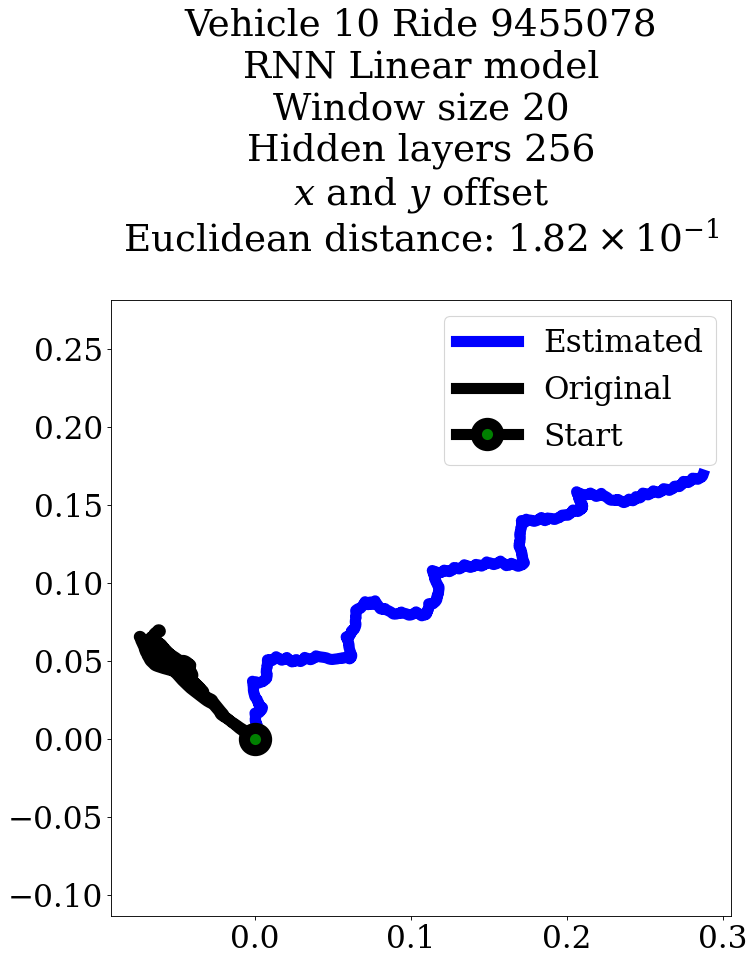 Vehicle 10 Ride 9455078
RNN Linear model
Window size 20
Hidden layers 256
x and y offset
Euclidean distance: 1.82 × 10⁻¹
Estimated
Original
Start
0.25
0.20
0.15
0.10
0.05
0.00
−0.05
−0.10
0.0 0.1 0.2 0.3